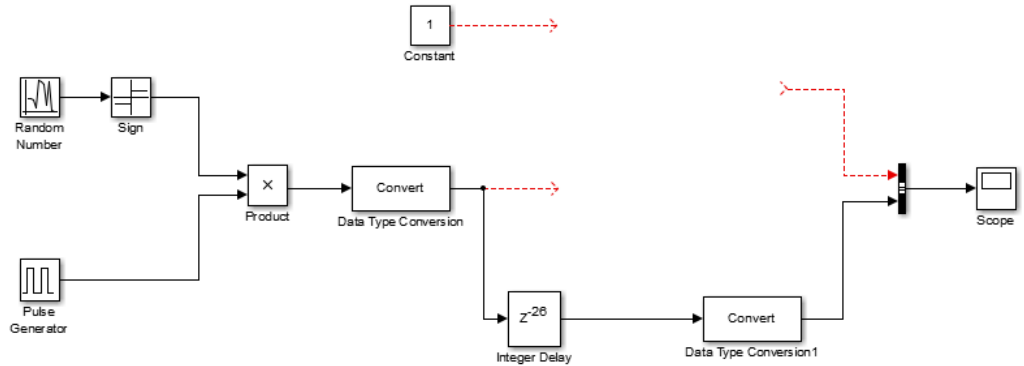 1
Constant
Random
Number
Sign
×
Product
Convert
Data Type Conversion
Pulse
Generator
Z-26
Integer Delay
Convert
Data Type Conversion1
Scope